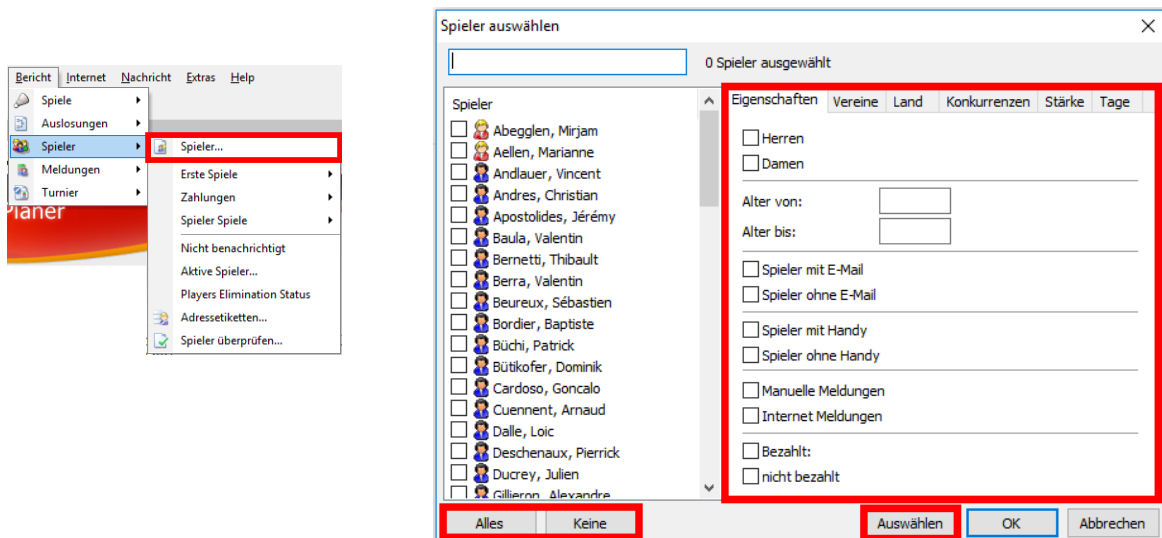 Bericht Internet Nachricht Extras Help
Spiele
Auslosungen
Spieler
Meldungen
Turnier
Planer
Spieler...
Erste Spiele
Zahlungen
Spieler Spiele
Nicht benachrichtigt
Aktive Spieler...
Players Elimination Status
Adressetiketten...
Spieler überprüfen...
Spieler auswählen
0 Spieler ausgewählt
Spieler
Abegglen, Mirjam
Aellen, Marianne
Andlauer, Vincent
Andres, Christian
Apostolides, Jérémy
Baula, Valentin
Bernetti, Thibault
Berra, Valentin
Beureux, Sébastien
Bordier, Baptiste
Büchi, Patrick
Bütikofer, Dominik
Cardoso, Goncalo
Cuennent, Arnaud
Dalle, Loic
Deschenaux, Pierrick
Ducrey, Julien
Gillieron, Alexandre
Eigenschaften Vereine Land Konkurrenzen Stärke Tage
Herren
Damen
Alter von:
Alter bis:
Spieler mit E-Mail
Spieler ohne E-Mail
Spieler mit Handy
Spieler ohne Handy
Manuelle Meldungen
Internet Meldungen
Bezahlt:
nicht bezahlt
Alles Keine Auswählen OK Abbrechen